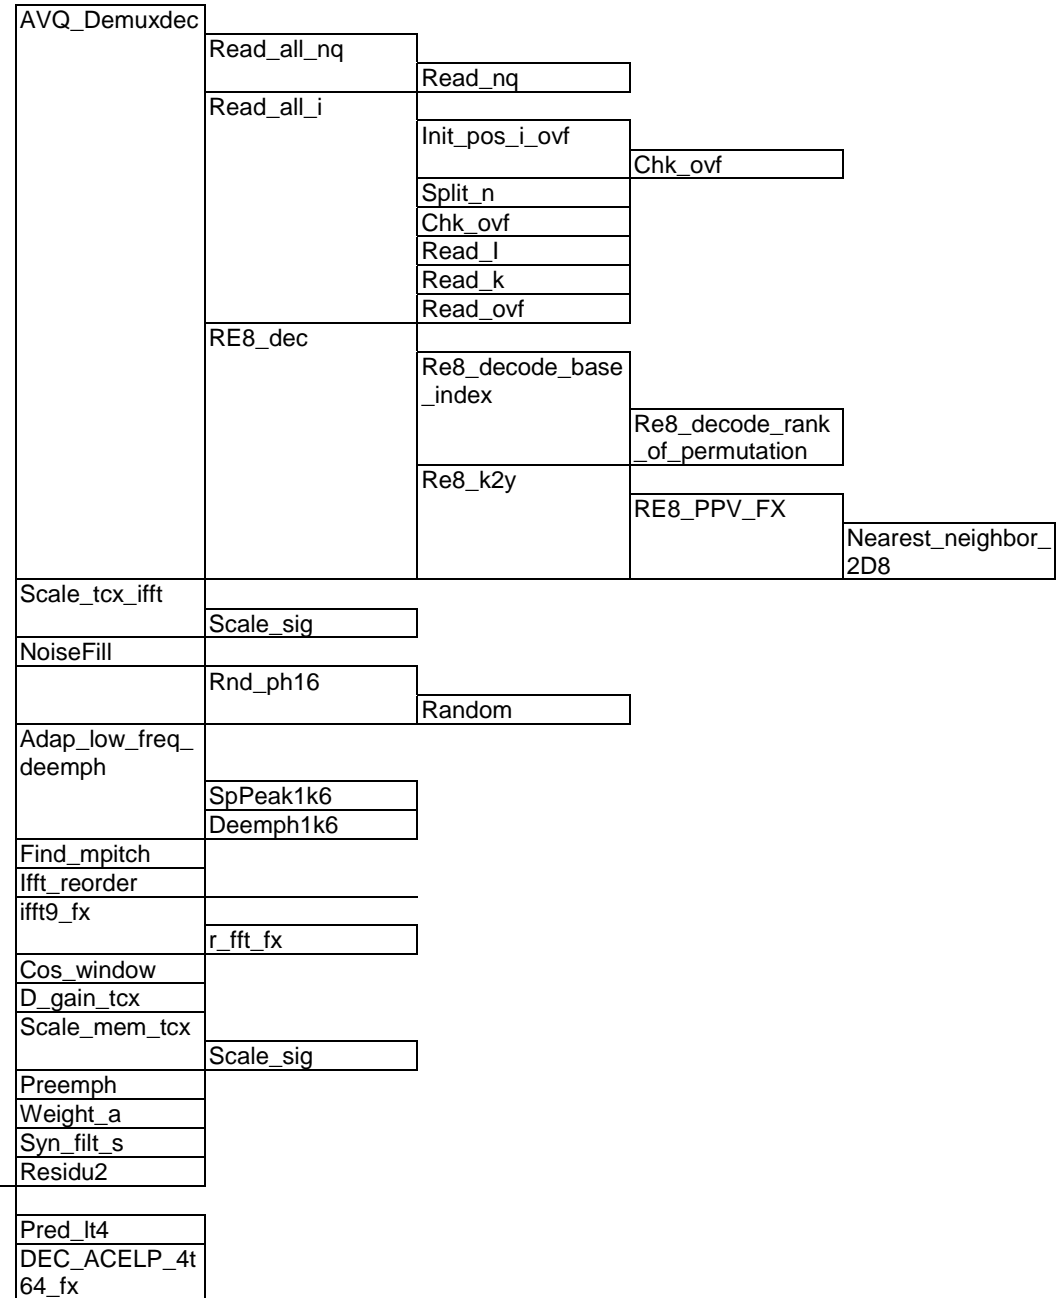 AVQ_Demuxdec
Read_all_nq
Read_nq
Read_all_i
Init_pos_i_ovf
Chk_ovf
Split_n
Chk_ovf
Read_I
Read_k
Read_ovf
RE8_dec
Re8_decode_base
_index
Re8_decode_rank
_of_permutation
Re8_k2y
RE8_PPV_FX
Nearest_neighbor_
2D8
Scale_tcx_ifft
Scale_sig
NoiseFill
Rnd_ph16
Random
Adap_low_freq_
deemph
SpPeak1k6
Deemph1k6
Find_mpitch
Ifft_reorder
ifft9_fx
r_fft_fx
Cos_window
D_gain_tcx
Scale_mem_tcx
Scale_sig
Preemph
Weight_a
Syn_filt_s
Residu2
Pred_lt4
DEC_ACELP_4t
64_fx